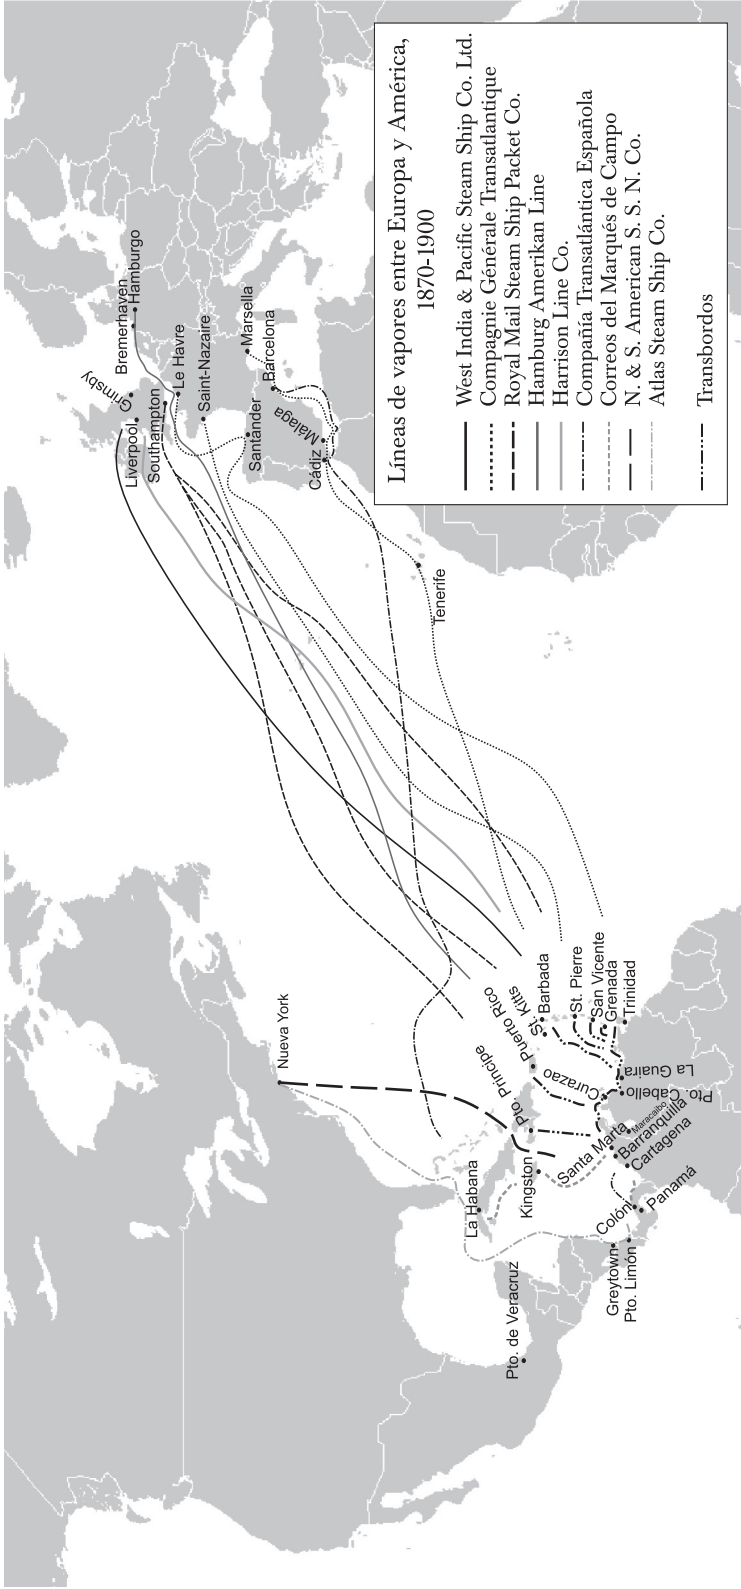 Líneas de vapores entre Europa y América,
1870-1900
West India & Pacific Steam Ship Co. Ltd.
Compagnie Générale Transatlantique
Royal Mail Steam Ship Packet Co.
Hamburg Amerikan Line
Harrison Line Co.
Compañía Transatlántica Española
Correos del Marqués de Campo
N. & S. American S. S. N. Co.
Atlas Steam Ship Co.
Transbordos
Grimsby
Bremerhaven
Hamburgo
Liverpool
Southampton
Le Havre
Saint-Nazaire
Santander
Marsella
Barcelona
Málaga
Cádiz
Tenerife
Nueva York
La Habana
Pto. de Veracruz
Kingston
Pto. Príncipe
Puerto Rico
St. Kitts
Barbada
St. Pierre
San Vicente
Grenada
Trinidad
Curazao
La Guaira
Pto. Cabello
Maracaibo
Santa Marta
Barranquilla
Cartagena
Colón
Panamá
Greytown
Pto. Limón